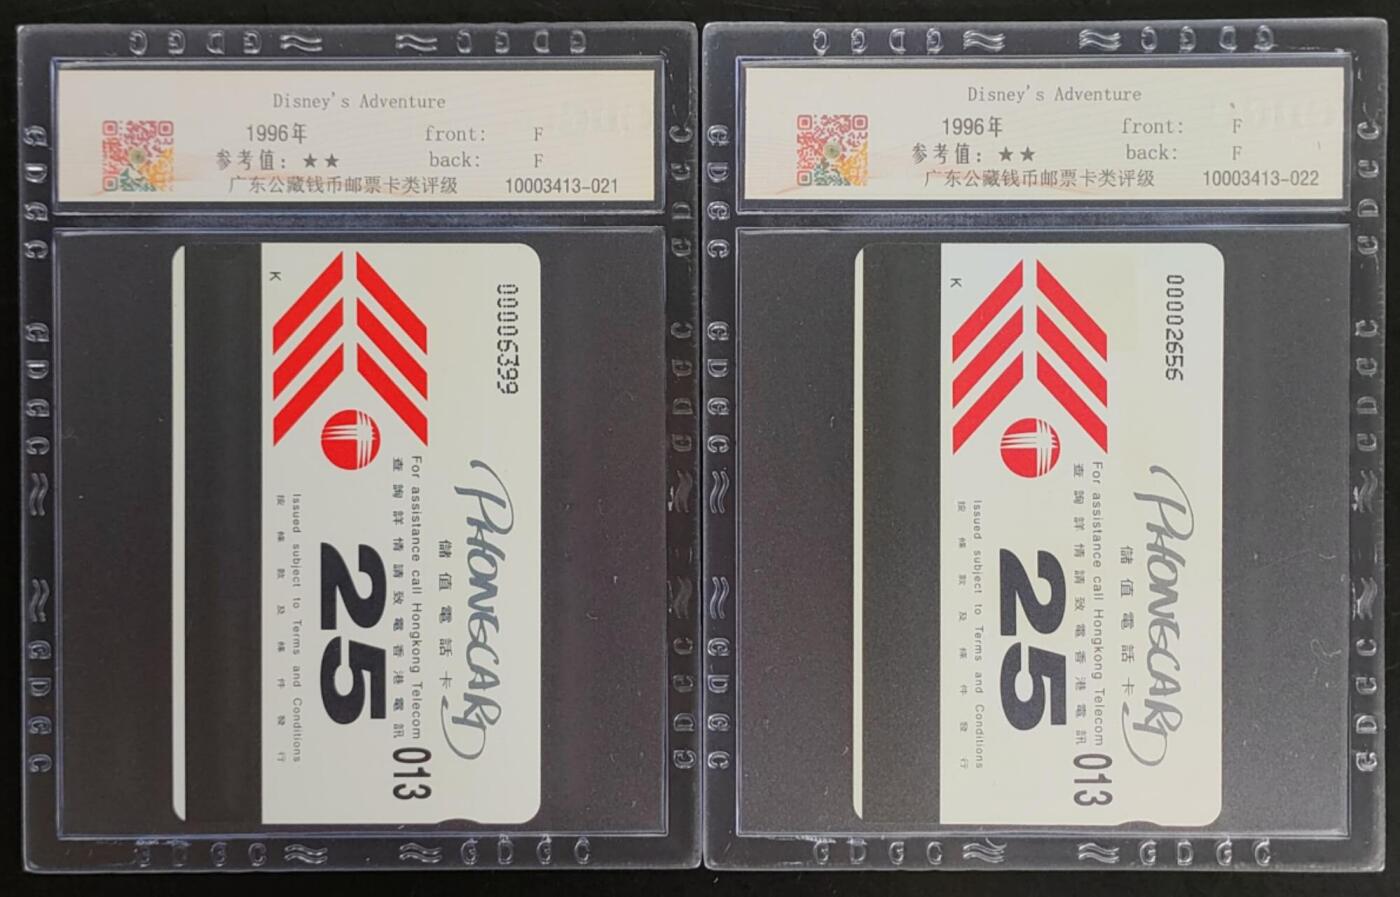 Disney's Adventure
1996年 front: F
参考值：★★ back: F
广东公藏钱币邮票卡类评级 10003413-021
00006399
K
PHONECARD
儲值電話卡
For assistance call Hongkong Telecom
查詢詳情請致電香港電訊
25
013
Issued subject to Terms and Conditions
按條款及條件發行
Disney's Adventure
1996年 front: F
参考值：★★ back: F
广东公藏钱币邮票卡类评级 10003413-022
00002656
K
PHONECARD
儲值電話卡
For assistance call Hongkong Telecom
查詢詳情請致電香港電訊
25
013
Issued subject to Terms and Conditions
按條款及條件發行